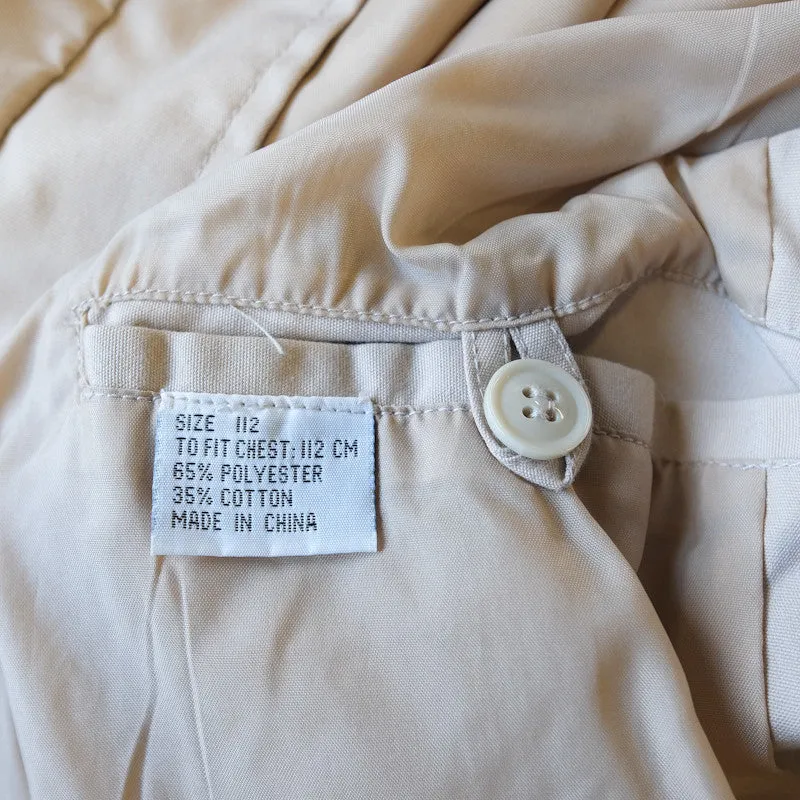 SIZE 112
TO FIT CHEST: 112 CM
65% POLYESTER
35% COTTON
MADE IN CHINA